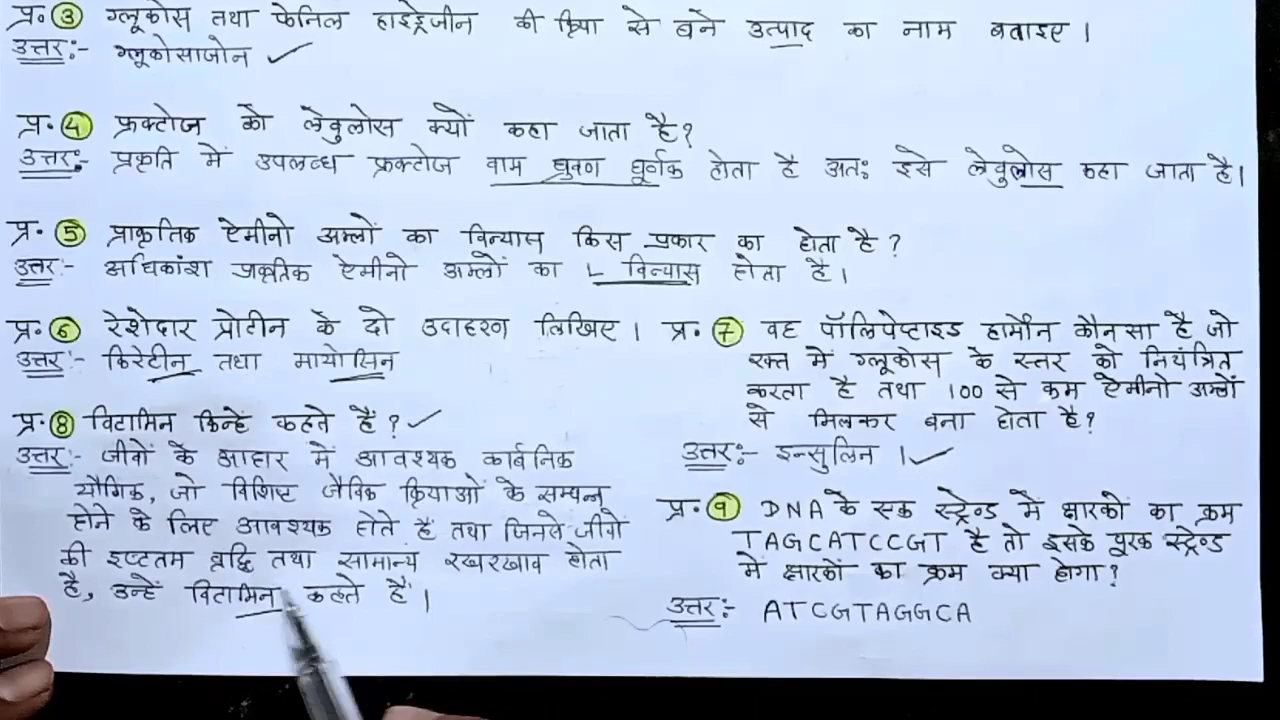 प्र. ③ ग्लूकोस तथा फेनिल हाइड्रेजीन की क्रिया से बने उत्पाद का नाम बताइए।
उत्तर:- ग्लूकोसाजोन
प्र. ④ फ्रक्टोज को लेवुलोस क्यों कहा जाता है?
उत्तर:- प्रकृति में उपलब्ध फ्रक्टोज वाम ध्रुवण घूर्णक होता है अतः इसे लेवुलोस कहा जाता है।
प्र. ⑤ प्राकृतिक ऐमीनो अम्लों का विन्यास किस प्रकार का होता है?
उत्तर:- अधिकांश प्रकृतिक ऐमीनो अम्लों का L विन्यास होता है।
प्र. ⑥ रेशेदार प्रोटीन के दो उदाहरण लिखिए।
उत्तर:- किरेटीन तथा मायोसिन
प्र. ⑦ वह पॉलिपेप्टाइड हार्मोन कौनसा है जो
रक्त में ग्लूकोस के स्तर को नियंत्रित
करता है तथा 100 से कम ऐमीनो अम्लों
से मिलकर बना होता है?
उत्तर:- इन्सुलिन।
प्र. ⑧ विटामिन किन्हें कहते हैं?
उत्तर:- जीवों के आहार में आवश्यक कार्बनिक
यौगिक, जो विशिष्ट जैविक क्रियाओं के सम्पन्न
होने के लिए आवश्यक होते हैं तथा जिनसे जीवों
की इष्टतम वृद्धि तथा सामान्य रखरखाव होता
है, उन्हें विटामिन कहते हैं।
प्र. ⑨ DNA के एक स्ट्रेन्ड में क्षारकों का क्रम
TAGCATCCGT है तो इसके पूरक स्ट्रेन्ड
में क्षारकों का क्रम क्या होगा?
उत्तर:- ATCGTAGGCA